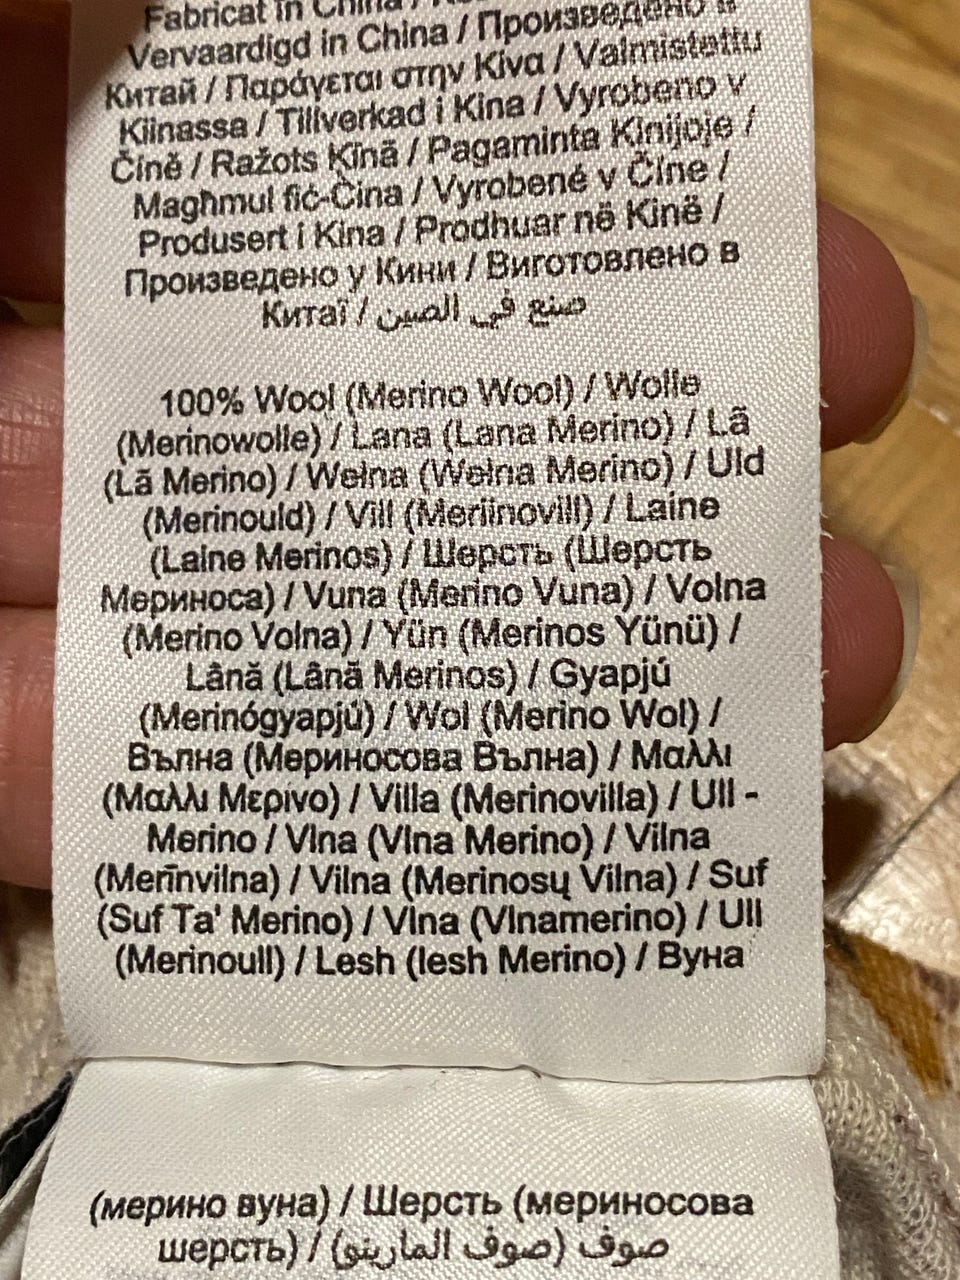 Fabricat în China /
Vervaardigd in China / Произведено в
Китай / Παράγεται στην Κίνα / Valmistettu
Kiinassa / Tillverkad i Kina / Vyrobeno v
Číně / Ražots Ķīnā / Pagaminta Kinijoje /
Magħmul fiċ-Ċina / Vyrobené v Číne /
Produsert i Kina / Prodhuar në Kinë /
Произведено у Кини / Виготовлено в
Китаї / صنع في الصين
100% Wool (Merino Wool) / Wolle
(Merinowolle) / Lana (Lana Merino) / Lã
(Lã Merino) / Wełna (Wełna Merino) / Uld
(Merinould) / Vill (Meriinovill) / Laine
(Laine Merinos) / Шерсть (Шерсть
Мериноса) / Vuna (Merino Vuna) / Volna
(Merino Volna) / Yün (Merinos Yünü) /
Lână (Lână Merinos) / Gyapjú
(Merinógyapjú) / Wol (Merino Wol) /
Вълна (Мериносова Вълна) / Μαλλι
(Μαλλι Μερινο) / Villa (Merinovilla) / Ull -
Merino / Vlna (Vlna Merino) / Vilna
(Merīnvilna) / Vilna (Merinosų Vilna) / Suf
(Suf Ta' Merino) / Vlna (Vlnamerino) / Ull
(Merinoull) / Lesh (lesh Merino) / Вуна
(мерино вуна) / Шерсть (мериносова
шерсть) / صوف (صوف المارينو)